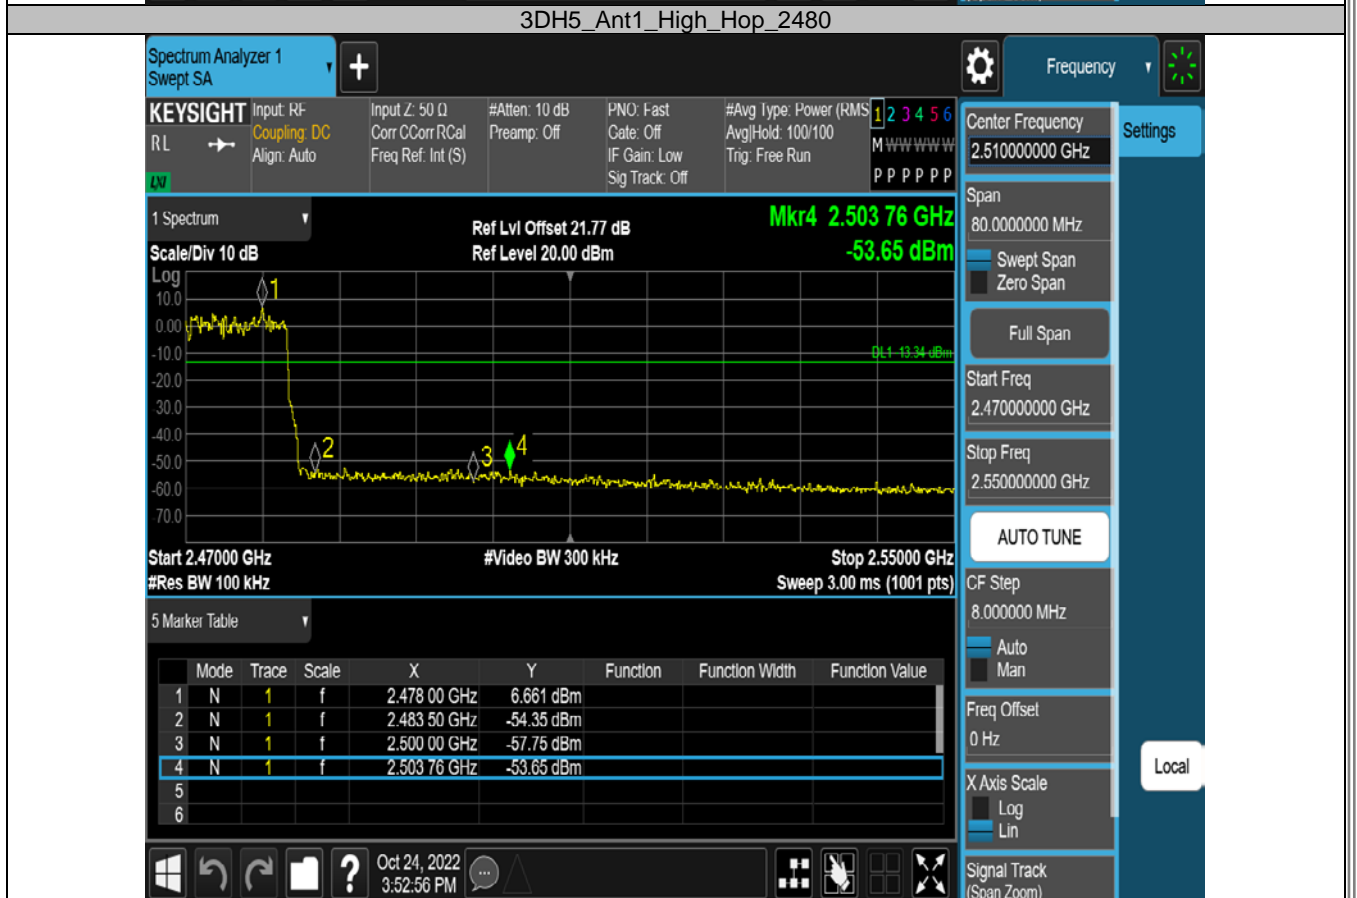 3DH5_Ant1_High_Hop_2480
Spectrum Analyzer 1
Swept SA
Frequency
KEYSIGHT
RL
LXI
Input: RF
Coupling: DC
Align: Auto
Input Z: 50 Ω
Corr CCorr RCal
Freq Ref: Int (S)
#Atten: 10 dB
Preamp: Off
PNO: Fast
Gate: Off
IF Gain: Low
Sig Track: Off
#Avg Type: Power (RMS
Avg|Hold: 100/100
Trig: Free Run
1 2 3 4 5 6
M W W W W W
P P P P P P
1 Spectrum
Scale/Div 10 dB
Ref Lvl Offset 21.77 dB
Ref Level 20.00 dBm
Mkr4 2.503 76 GHz
-53.65 dBm
Log
10.0
0.00
-10.0
-20.0
-30.0
-40.0
-50.0
-60.0
-70.0
1
2
3
4
DL1 -13.34 dBm
Start 2.47000 GHz
#Video BW 300 kHz
Stop 2.55000 GHz
#Res BW 100 kHz
Sweep 3.00 ms (1001 pts)
5 Marker Table
Mode Trace Scale X Y Function Function Width Function Value
1 N 1 f 2.478 00 GHz 6.661 dBm
2 N 1 f 2.483 50 GHz -54.35 dBm
3 N 1 f 2.500 00 GHz -57.75 dBm
4 N 1 f 2.503 76 GHz -53.65 dBm
5
6
Oct 24, 2022
3:52:56 PM
Center Frequency
2.510000000 GHz
Settings
Span
80.0000000 MHz
Swept Span
Zero Span
Full Span
Start Freq
2.470000000 GHz
Stop Freq
2.550000000 GHz
AUTO TUNE
CF Step
8.000000 MHz
Auto
Man
Freq Offset
0 Hz
X Axis Scale
Log
Lin
Local
Signal Track
(Span Zoom)